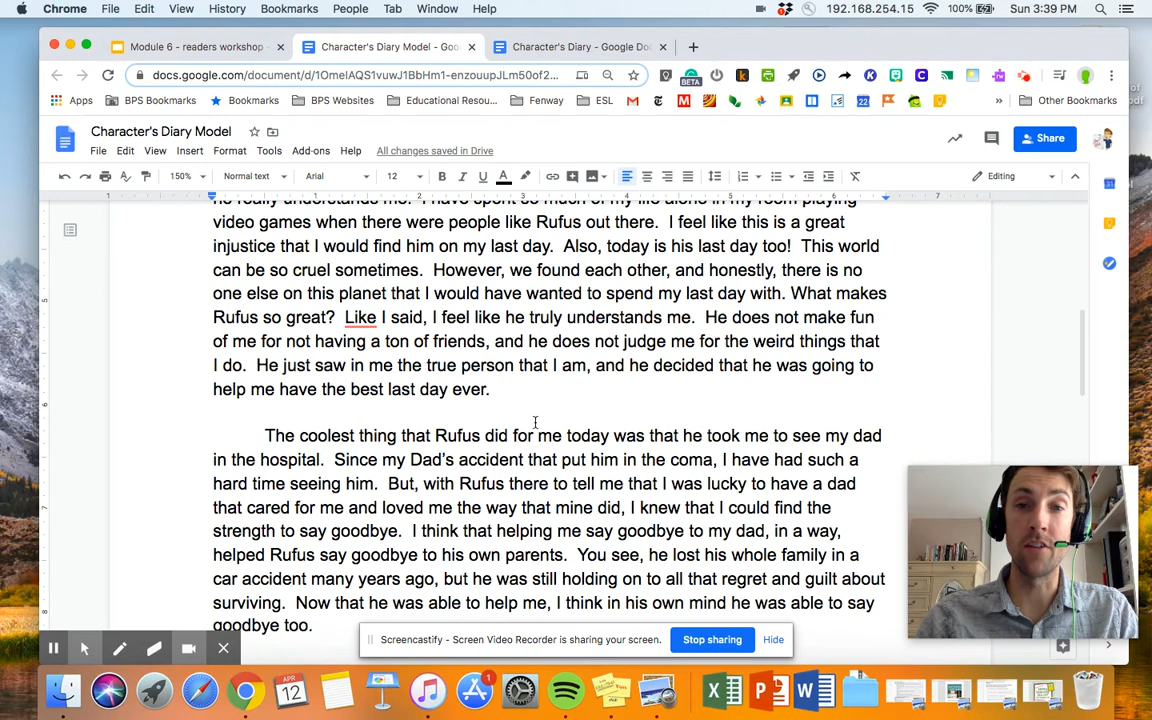 Chrome File Edit View History Bookmarks People Tab Window Help 192.168.254.15 100% Sun 3:39 PM
Module 6 - readers workshop - Character's Diary Model - Goo Character's Diary - Google Do
docs.google.com/document/d/1OmeIAQS1vuwJ1BbHm1-enzouupJLm50of2... BETA
Apps BPS Bookmarks Bookmarks BPS Websites Educational Resou... Fenway ESL » Other Bookmarks
Character's Diary Model
File Edit View Insert Format Tools Add-ons Help All changes saved in Drive
Share
150% Normal text Arial 12 Editing
he really understands me. I have spent so much of my life alone in my room playing
video games when there were people like Rufus out there. I feel like this is a great
injustice that I would find him on my last day. Also, today is his last day too! This world
can be so cruel sometimes. However, we found each other, and honestly, there is no
one else on this planet that I would have wanted to spend my last day with. What makes
Rufus so great? Like I said, I feel like he truly understands me. He does not make fun
of me for not having a ton of friends, and he does not judge me for the weird things that
I do. He just saw in me the true person that I am, and he decided that he was going to
help me have the best last day ever.
The coolest thing that Rufus did for me today was that he took me to see my dad
in the hospital. Since my Dad's accident that put him in the coma, I have had such a
hard time seeing him. But, with Rufus there to tell me that I was lucky to have a dad
that cared for me and loved me the way that mine did, I knew that I could find the
strength to say goodbye. I think that helping me say goodbye to my dad, in a way,
helped Rufus say goodbye to his own parents. You see, he lost his whole family in a
car accident many years ago, but he was still holding on to all that regret and guilt about
surviving. Now that he was able to help me, I think in his own mind he was able to say
goodbye too.
Screencastify - Screen Video Recorder is sharing your screen. Stop sharing Hide
APR 12